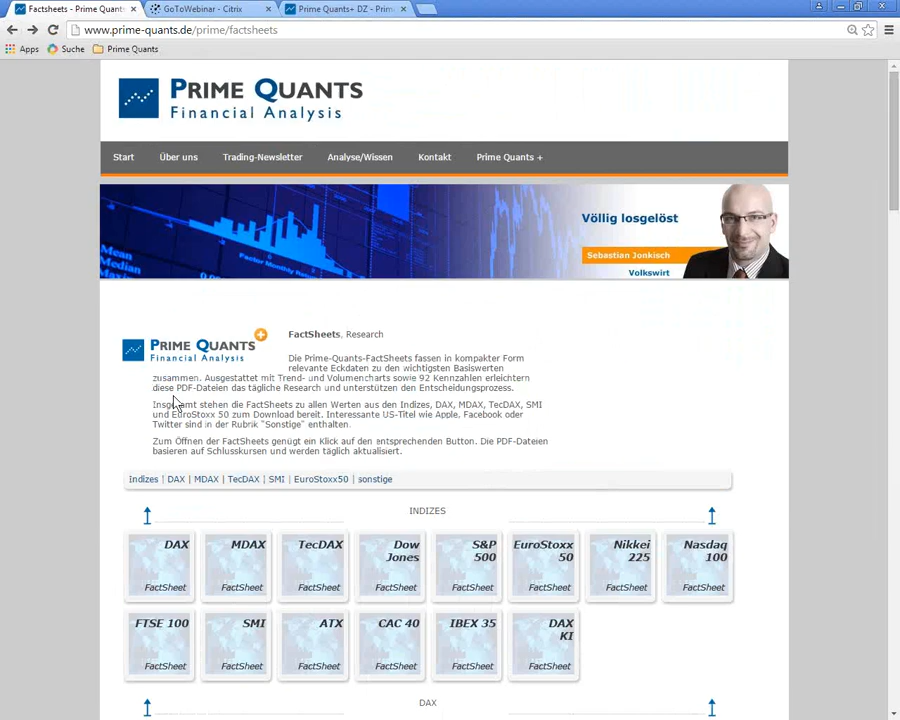 Factsheets - Prime Quants
GoToWebinar - Citrix
Prime Quants+ DZ - Prime
www.prime-quants.de/prime/factsheets
Apps
Suche
Prime Quants
PRIME QUANTS
Financial Analysis
Start
Über uns
Trading-Newsletter
Analyse/Wissen
Kontakt
Prime Quants +
Mean
Median
Maximum
Factor Monthly
Völlig losgelöst
Sebastian Jonkisch
Volkswirt
PRIME QUANTS
Financial Analysis
FactSheets, Research
Die Prime-Quants-FactSheets fassen in kompakter Form
relevante Eckdaten zu den wichtigsten Basiswerten
zusammen. Ausgestattet mit Trend- und Volumencharts sowie 92 Kennzahlen erleichtern
diese PDF-Dateien das tägliche Research und unterstützen den Entscheidungsprozess.
Insgesamt stehen die FactSheets zu allen Werten aus den Indizes, DAX, MDAX, TecDAX, SMI
und EuroStoxx 50 zum Download bereit. Interessante US-Titel wie Apple, Facebook oder
Twitter sind in der Rubrik "Sonstige" enthalten.
Zum Öffnen der FactSheets genügt ein Klick auf den entsprechenden Button. Die PDF-Dateien
basieren auf Schlusskursen und werden täglich aktualisiert.
Indizes | DAX | MDAX | TecDAX | SMI | EuroStoxx50 | sonstige
INDIZES
DAX
FactSheet
MDAX
FactSheet
TecDAX
FactSheet
Dow
Jones
FactSheet
S&P
500
FactSheet
EuroStoxx
50
FactSheet
Nikkei
225
FactSheet
Nasdaq
100
FactSheet
FTSE 100
FactSheet
SMI
FactSheet
ATX
FactSheet
CAC 40
FactSheet
IBEX 35
FactSheet
DAX
KI
FactSheet
DAX